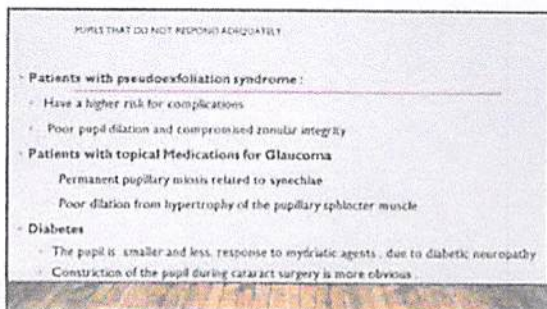 PUPILS THAT DO NOT RESPOND ADEQUATELY
Patients with pseudoexfoliation syndrome :
Have a higher risk for complications
Poor pupil dilation and compromised zonular integrity
Patients with topical Medications for Glaucoma
Permanent pupillary miosis related to synechiae
Poor dilation from hypertrophy of the pupillary sphincter muscle
Diabetes
The pupil is smaller and less, response to mydriatic agents , due to diabetic neuropathy
Constriction of the pupil during cataract surgery is more obvious .